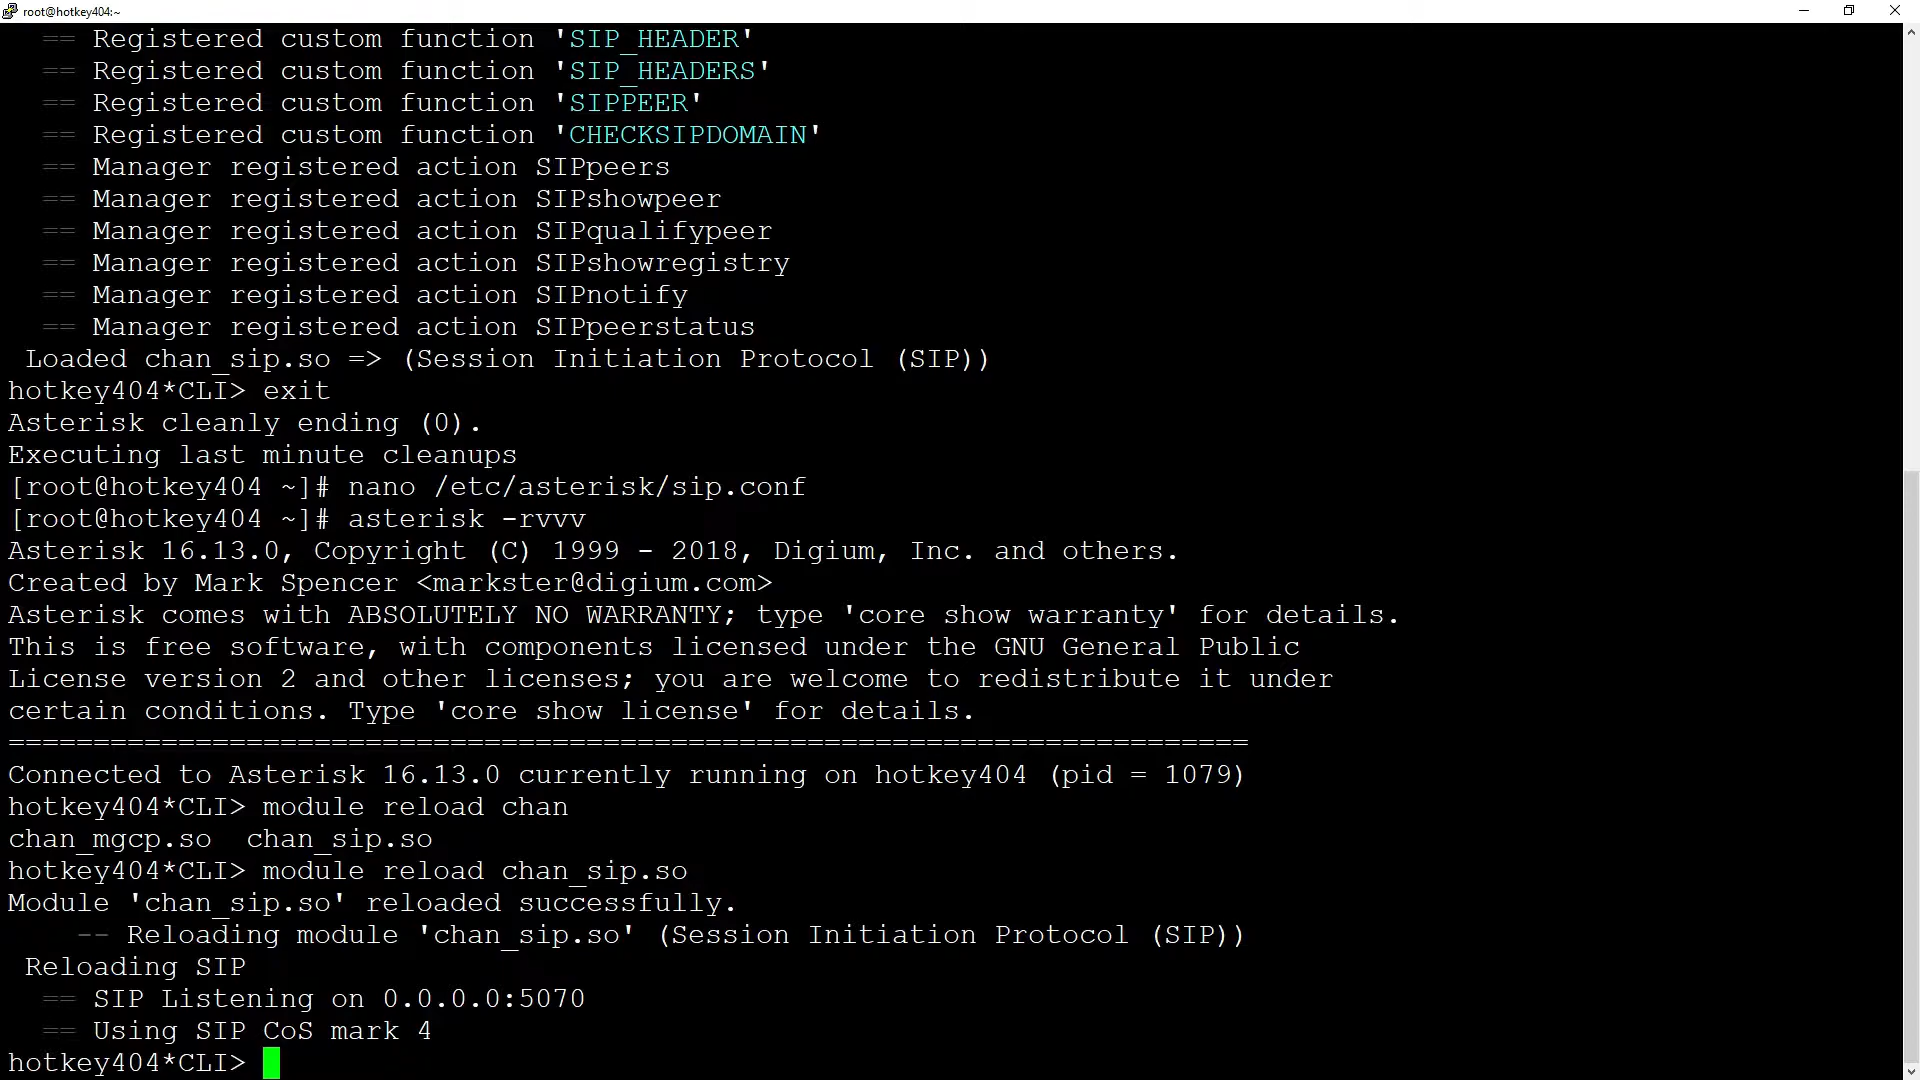 root@hotkey404:~
== Registered custom function 'SIP_HEADER'
== Registered custom function 'SIP_HEADERS'
== Registered custom function 'SIPPEER'
== Registered custom function 'CHECKSIPDOMAIN'
== Manager registered action SIPpeers
== Manager registered action SIPshowpeer
== Manager registered action SIPqualifypeer
== Manager registered action SIPshowregistry
== Manager registered action SIPnotify
== Manager registered action SIPpeerstatus
Loaded chan_sip.so => (Session Initiation Protocol (SIP))
hotkey404*CLI> exit
Asterisk cleanly ending (0).
Executing last minute cleanups
[root@hotkey404 ~]# nano /etc/asterisk/sip.conf
[root@hotkey404 ~]# asterisk -rvvv
Asterisk 16.13.0, Copyright (C) 1999 - 2018, Digium, Inc. and others.
Created by Mark Spencer <markster@digium.com>
Asterisk comes with ABSOLUTELY NO WARRANTY; type 'core show warranty' for details.
This is free software, with components licensed under the GNU General Public
License version 2 and other licenses; you are welcome to redistribute it under
certain conditions. Type 'core show license' for details.
=========================================================================
Connected to Asterisk 16.13.0 currently running on hotkey404 (pid = 1079)
hotkey404*CLI> module reload chan
chan_mgcp.so  chan_sip.so
hotkey404*CLI> module reload chan_sip.so
Module 'chan_sip.so' reloaded successfully.
-- Reloading module 'chan_sip.so' (Session Initiation Protocol (SIP))
Reloading SIP
== SIP Listening on 0.0.0.0:5070
== Using SIP CoS mark 4
hotkey404*CLI>